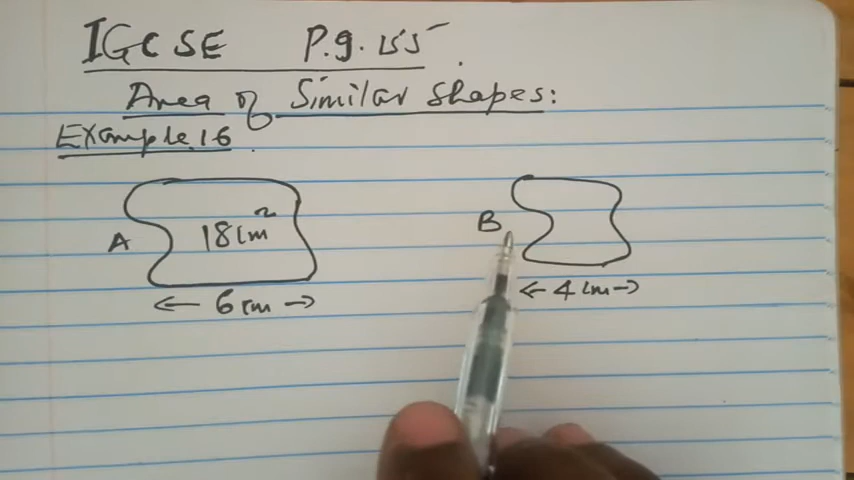 IGCSE P.g. 155
Area of Similar shapes:
Example 16
A 18cm²
B
6cm
4cm